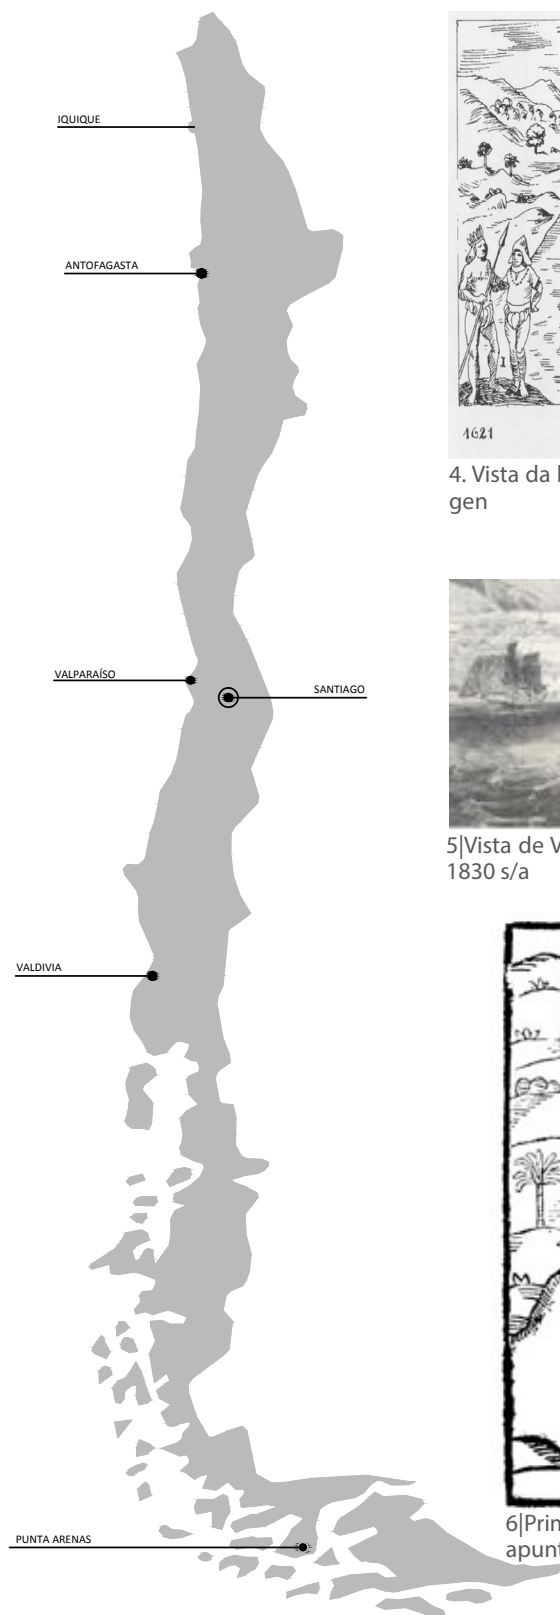 IQUIQUE
ANTOFAGASTA
VALPARAÍSO
SANTIAGO
VALDIVIA
PUNTA ARENAS
I
1621
4. Vista da
gen
5|Vista de V
1830 s/a
6|Prin
apunt